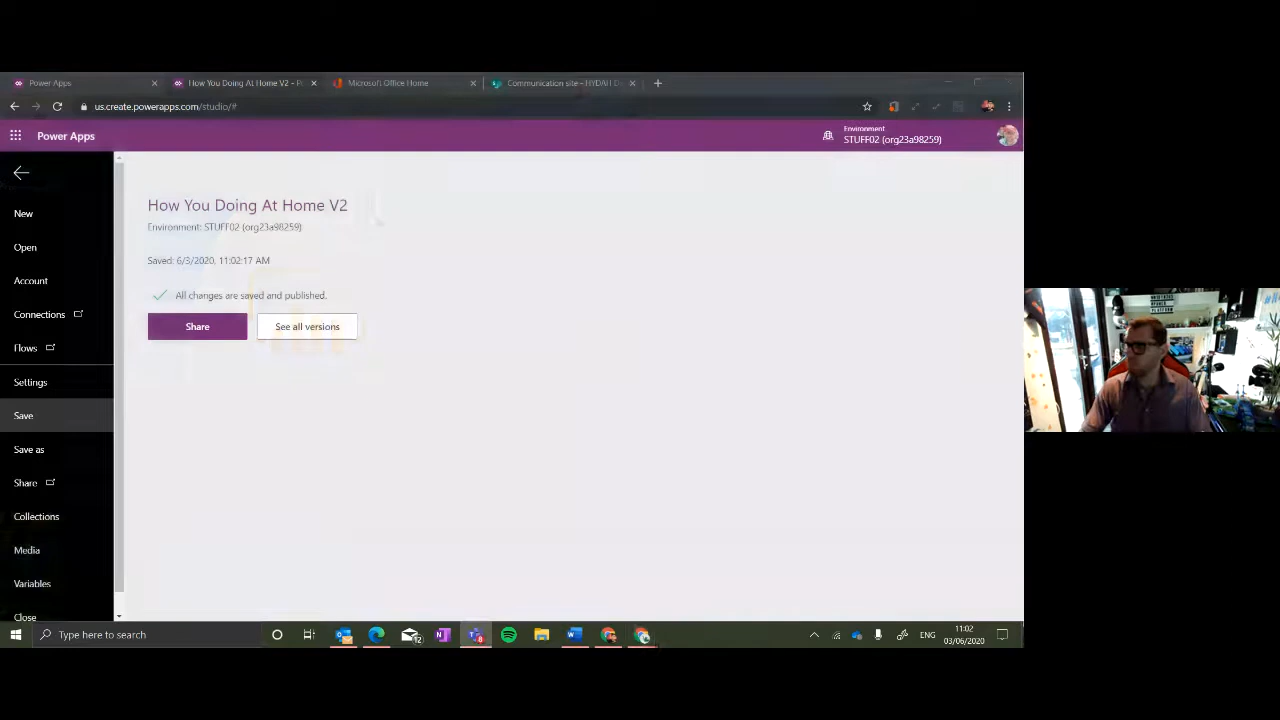 Power Apps
How You Doing At Home V2 - P
Microsoft Office Home
Communication site - HYDAH D
us.create.powerapps.com/studio/#
Power Apps
Environment
STUFF02 (org23a98259)
New
Open
Account
Connections
Flows
Settings
Save
Save as
Share
Collections
Media
Variables
Close
How You Doing At Home V2
Environment: STUFF02 (org23a98259)
Saved: 6/3/2020, 11:02:17 AM
All changes are saved and published.
Share
See all versions
Type here to search
12
8
ENG
11:02
03/06/2020